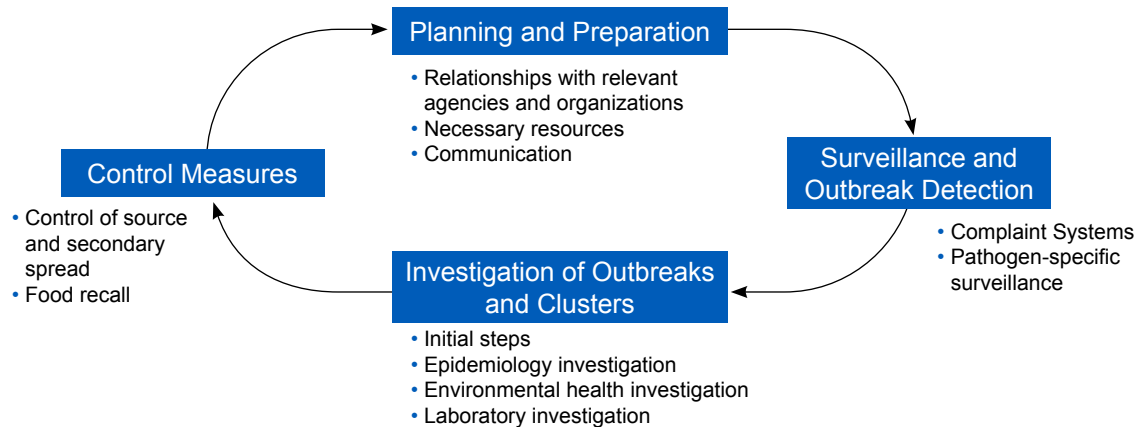 Planning and Preparation
• Relationships with relevant
agencies and organizations
• Necessary resources
• Communication
Surveillance and
Outbreak Detection
• Complaint Systems
• Pathogen-specific
surveillance
Investigation of Outbreaks
and Clusters
• Initial steps
• Epidemiology investigation
• Environmental health investigation
• Laboratory investigation
Control Measures
• Control of source
and secondary
spread
• Food recall